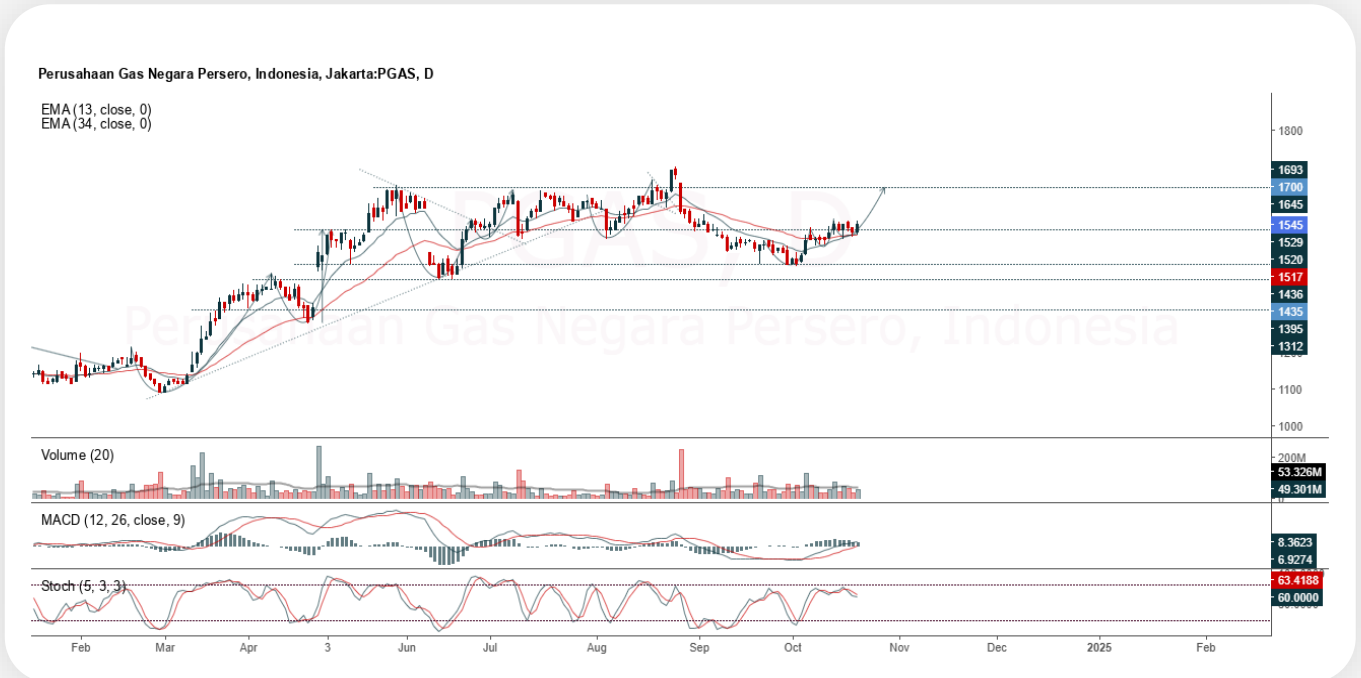 Perusahaan Gas Negara Persero, Indonesia, Jakarta:PGAS, D
EMA (13, close, 0)
EMA (34, close, 0)
PGAS, D
Perusahaan Gas Negara Persero, Indonesia
1800
1693
1700
1645
1545
1529
1520
1517
1436
1435
1395
1312
1200
1100
1000
Volume (20)
200M
53.326M
49.301M
0
MACD (12, 26, close, 9)
8.3623
6.9274
Stoch (5, 3, 3)
63.4188
60.0000
Feb Mar Apr 3 Jun Jul Aug Sep Oct Nov Dec 2025 Feb